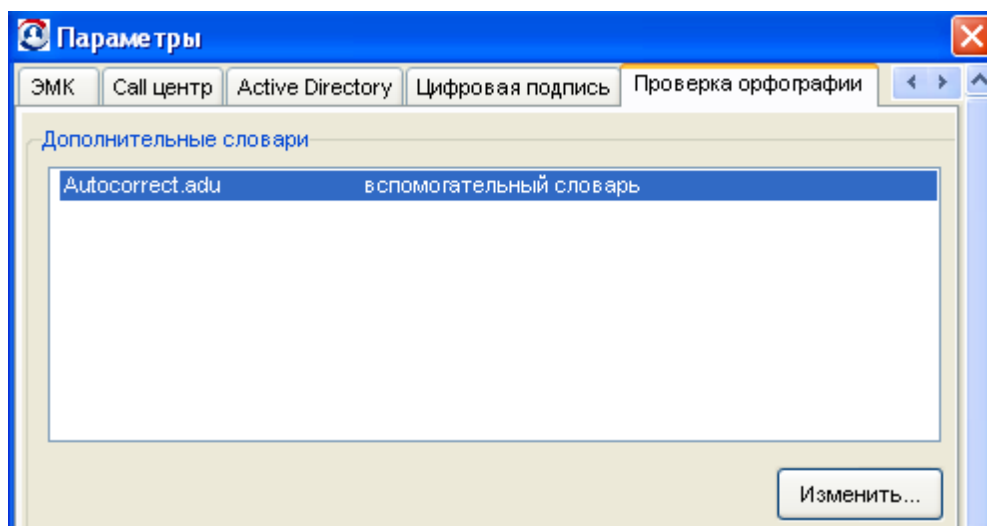 Параметры
ЭМК Call центр Active Directory Цифровая подпись Проверка орфографии
Дополнительные словари
Autocorrect.adu вспомогательный словарь
Изменить...